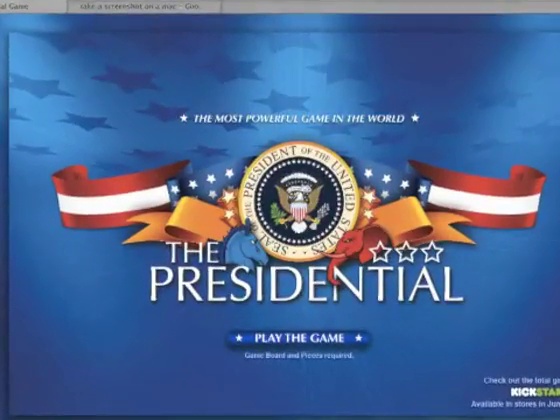 al Game
take a screenshot on a mac - Goo
★ THE MOST POWERFUL GAME IN THE WORLD ★
SEAL OF THE PRESIDENT OF THE UNITED STATES
THE
PRESIDENTIAL
★ PLAY THE GAME ★
Game Board and Pieces required.
Check out the total ga
KICKSTAR
Available in stores in Jun